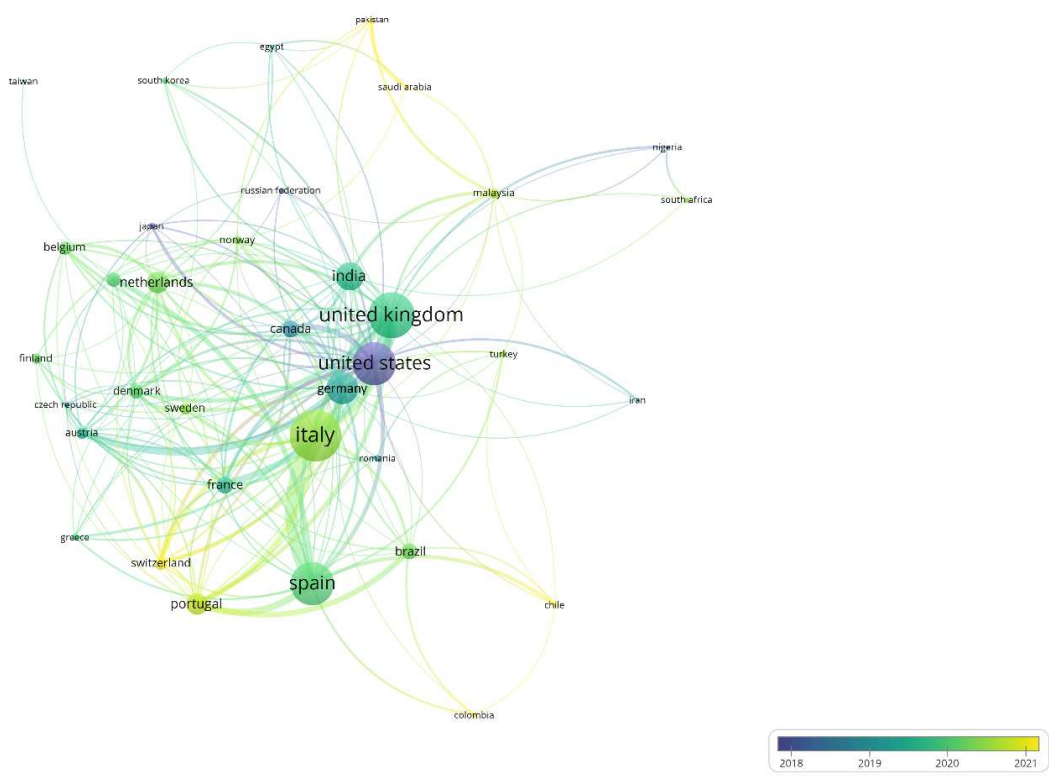 pakistan
egypt
taiwan
south korea
saudi arabia
nigeria
russian federation
malaysia
south africa
japan
norway
belgium
india
netherlands
united kingdom
canada
turkey
finland
united states
germany
denmark
iran
czech republic
sweden
austria
italy
romania
france
greece
brazil
switzerland
spain
portugal
chile
colombia
2018 2019 2020 2021